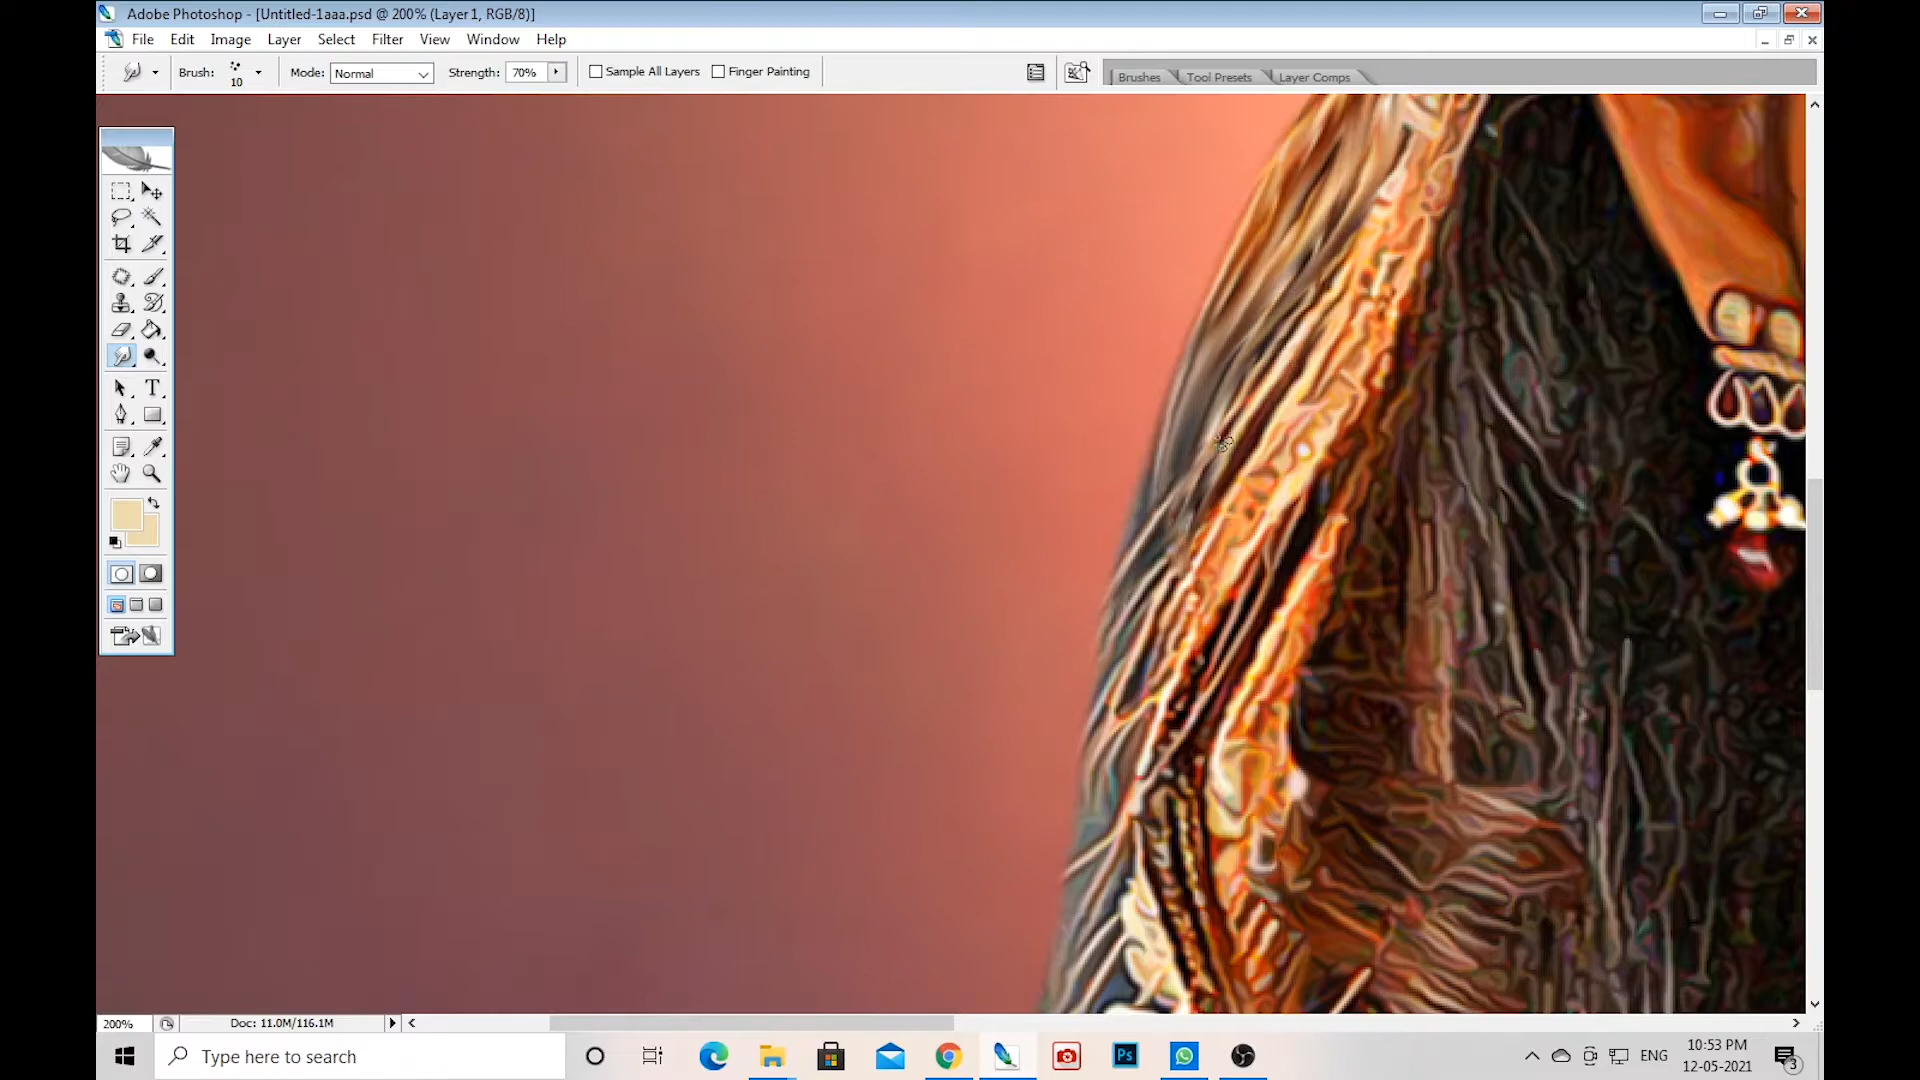 Adobe Photoshop - [Untitled-1aaa.psd @ 200% (Layer 1, RGB/8)]
File Edit Image Layer Select Filter View Window Help
Brush: 10 Mode: Normal Strength: 70% Sample All Layers Finger Painting Brushes Tool Presets Layer Comps
T
200% Doc: 11.0M/116.1M
Type here to search
Ps
ENG
10:53 PM
12-05-2021
3